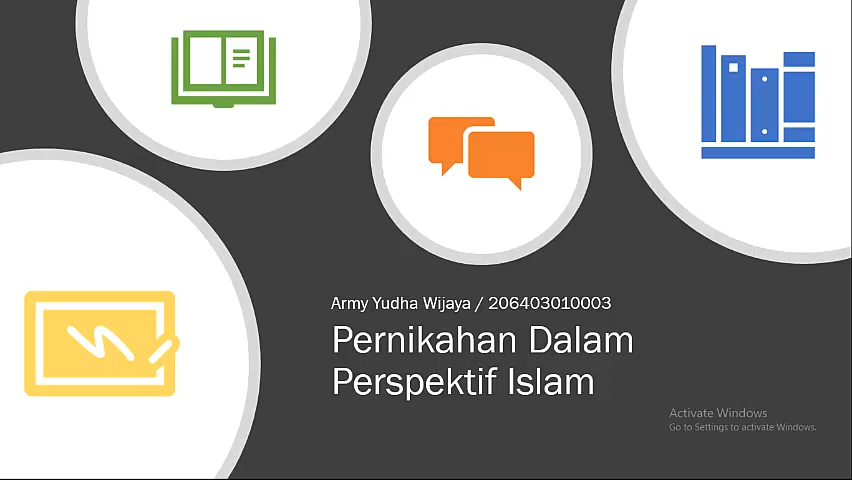 Army Yudha Wijaya / 206403010003
Pernikahan Dalam
Perspektif Islam
Activate Windows
Go to Settings to activate Windows.